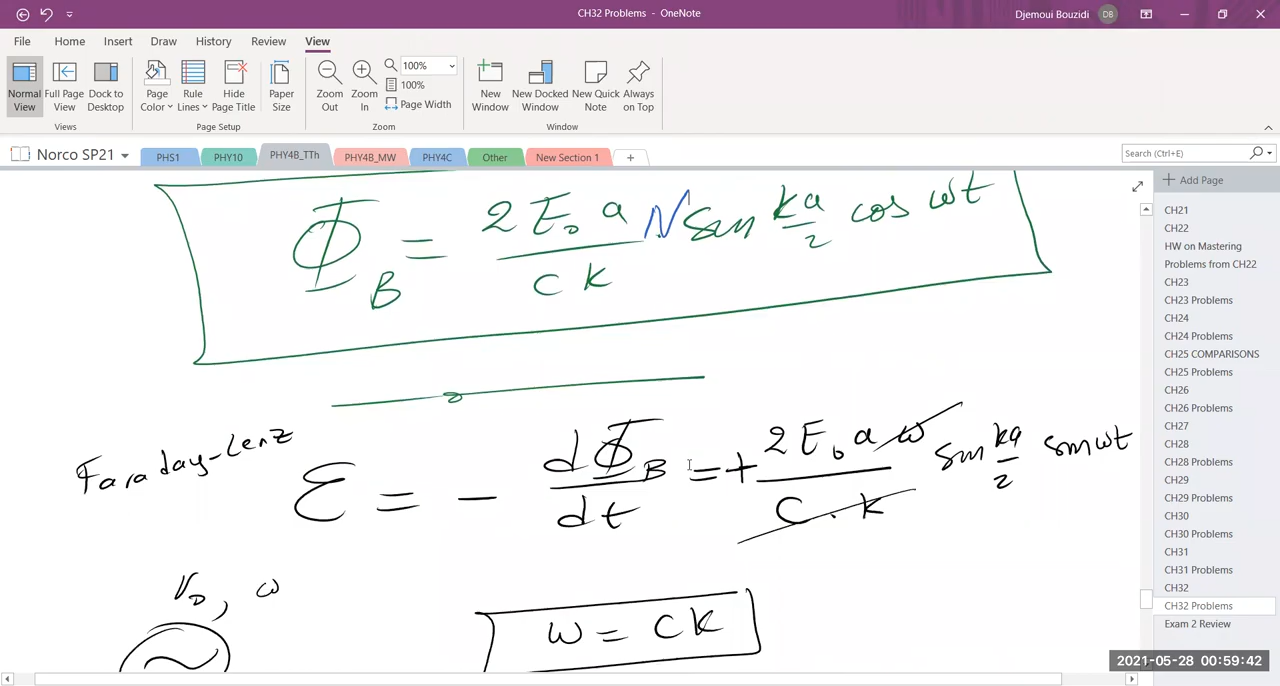 CH32 Problems - OneNote
Djemoui Bouzidi DB
File Home Insert Draw History Review View
Normal View
Full Page View
Dock to Desktop
Views
Page Color
Rule Lines
Hide Page Title
Paper Size
Page Setup
Zoom Out
Zoom In
100%
100%
Page Width
Zoom
New Window
New Docked Window
New Quick Note
Always on Top
Window
Norco SP21 PHS1 PHY10 PHY4B_TTh PHY4B_MW PHY4C Other New Section 1 +
Search (Ctrl+E)
Add Page
CH21
CH22
HW on Mastering
Problems from CH22
CH23
CH23 Problems
CH24
CH24 Problems
CH25 COMPARISONS
CH25 Problems
CH26
CH26 Problems
CH27
CH28
CH28 Problems
CH29
CH29 Problems
CH30
CH30 Problems
CH31
CH31 Problems
CH32
CH32 Problems
Exam 2 Review
Φ_B = 2E₀aN/ck sin ka/2 cos ωt
Faraday-Lenz
ℰ = - dΦ_B/dt = + 2E₀aω/c.k sin ka/2 sin ωt
V₀, ω
ω = ck
2021-05-28 00:59:42